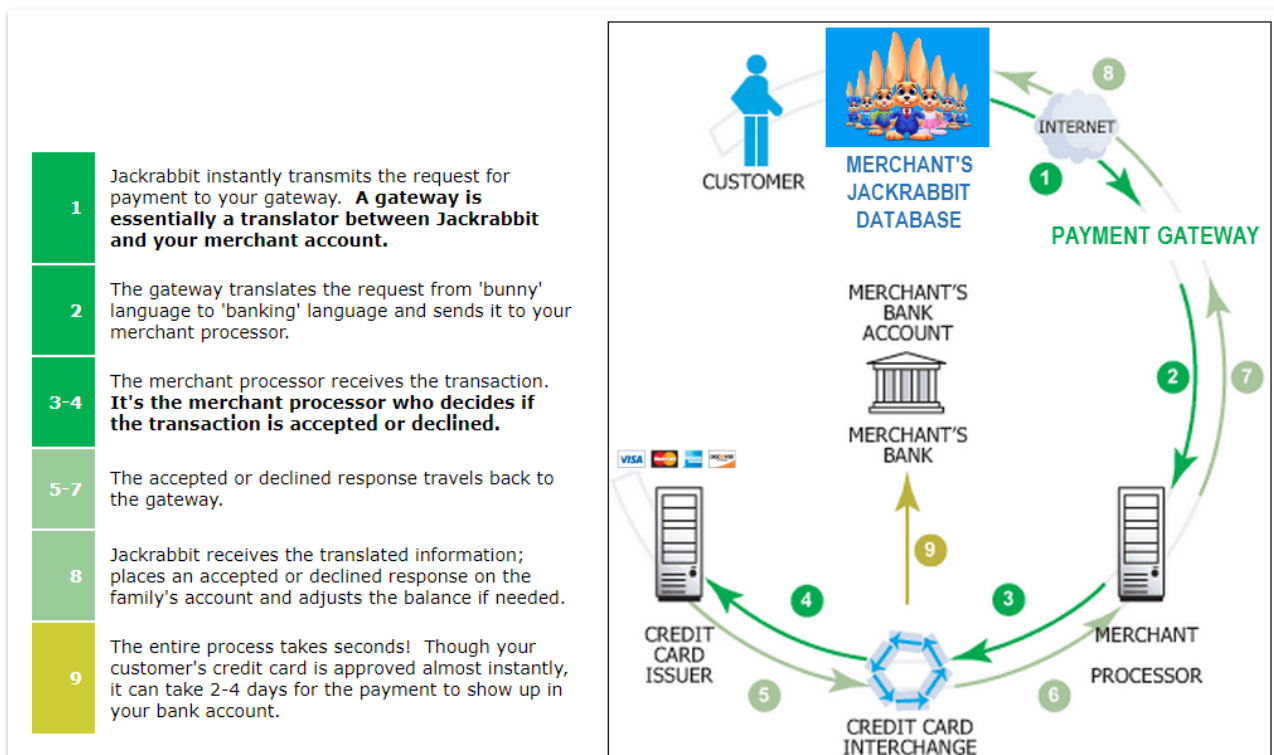 1
Jackrabbit instantly transmits the request for
payment to your gateway.  A gateway is
essentially a translator between Jackrabbit
and your merchant account.
2
The gateway translates the request from 'bunny'
language to 'banking' language and sends it to your
merchant processor.
3-4
The merchant processor receives the transaction.
It's the merchant processor who decides if
the transaction is accepted or declined.
5-7
The accepted or declined response travels back to
the gateway.
8
Jackrabbit receives the translated information;
places an accepted or declined response on the
family's account and adjusts the balance if needed.
9
The entire process takes seconds!  Though your
customer's credit card is approved almost instantly,
it can take 2-4 days for the payment to show up in
your bank account.
CUSTOMER
MERCHANT'S
JACKRABBIT
DATABASE
8
INTERNET
1
PAYMENT GATEWAY
MERCHANT'S
BANK
ACCOUNT
2
7
MERCHANT'S
BANK
VISA
9
4
3
CREDIT
CARD
ISSUER
MERCHANT
PROCESSOR
5
6
CREDIT CARD
INTERCHANGE